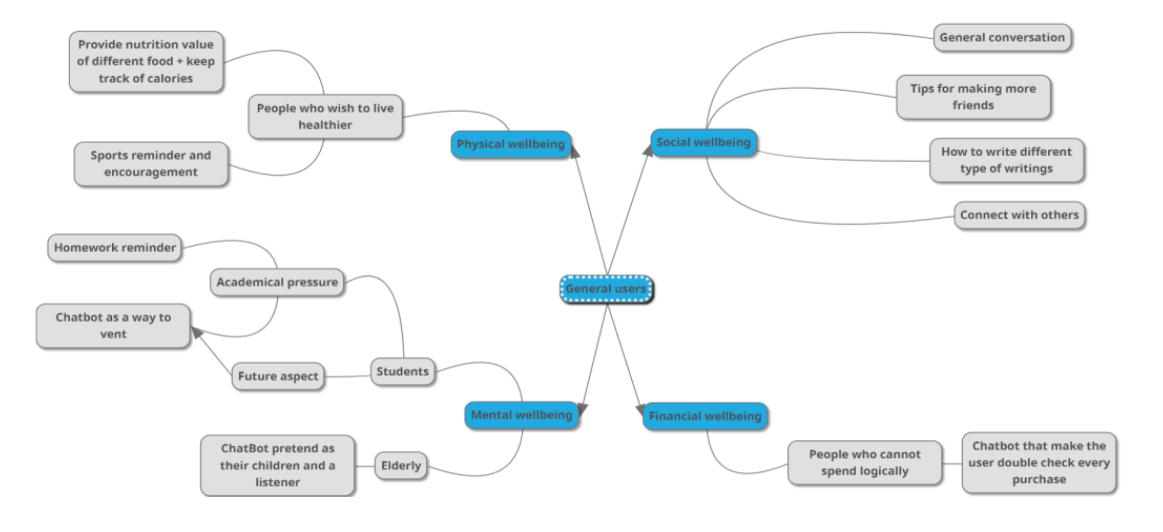 Provide nutrition value
of different food + keep
track of calories
People who wish to live
healthier
Sports reminder and
encouragement
Physical wellbeing
Social wellbeing
General conversation
Tips for making more
friends
How to write different
type of writings
Connect with others
General users
Homework reminder
Academical pressure
Chatbot as a way to
vent
Future aspect
Students
Mental wellbeing
ChatBot pretend as
their children and a
listener
Elderly
Financial wellbeing
People who cannot
spend logically
Chatbot that make the
user double check every
purchase